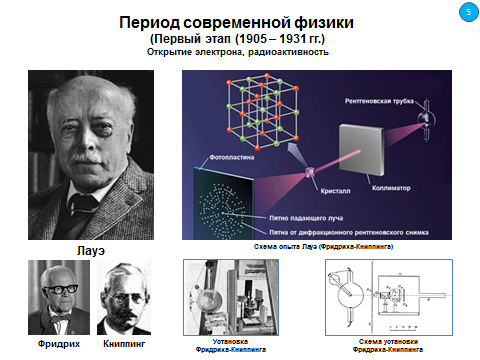 5
Период современной физики
(Первый этап (1905 – 1931 гг.)
Открытие электрона, радиоактивность
Рентгеновская трубка
Фотопластина
Кристалл
Коллиматор
Пятно падающего луча
Пятна от дифракционного рентгеновского снимка
Лауэ
Схема опыта Лауэ (Фридриха-Книппинга)
Фридрих
Книппинг
Установка
Фридриха-Книппинга
Схема установки
Фридриха-Книппинга